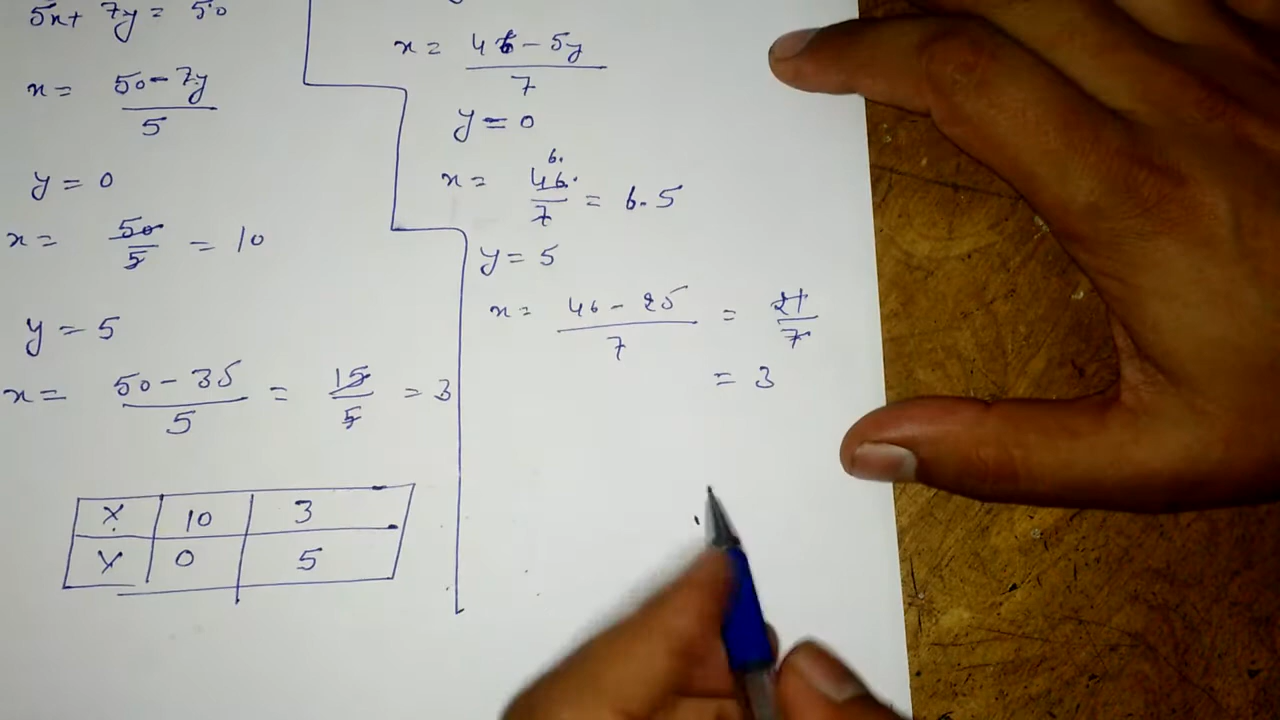 5x + 7y = 50
x = 50 - 7y / 5
y = 0
x = 50/5 = 10
y = 5
x = 50 - 35 / 5 = 15/5 = 3
X 10 3
Y 0 5
x = 46 - 5y / 7
y = 0
6.
x = 46./7 = 6.5
y = 5
x = 46 - 25 / 7 = 21/7
= 3